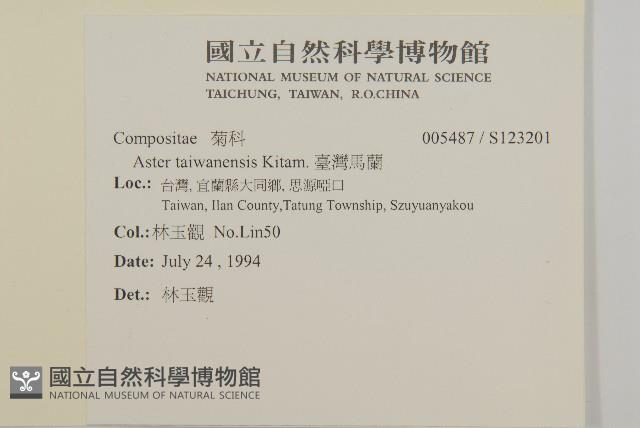 國立自然科學博物館
NATIONAL MUSEUM OF NATURAL SCIENCE
TAICHUNG, TAIWAN, R.O.CHINA
Compositae 菊科 005487 / S123201
Aster taiwanensis Kitam. 臺灣馬蘭
Loc.: 台灣, 宜蘭縣大同鄉, 思源啞口
Taiwan, Ilan County,Tatung Township, Szuyuanyakou
Col.:林玉觀 No.Lin50
Date: July 24 , 1994
Det.: 林玉觀
國立自然科學博物館
NATIONAL MUSEUM OF NATURAL SCIENCE